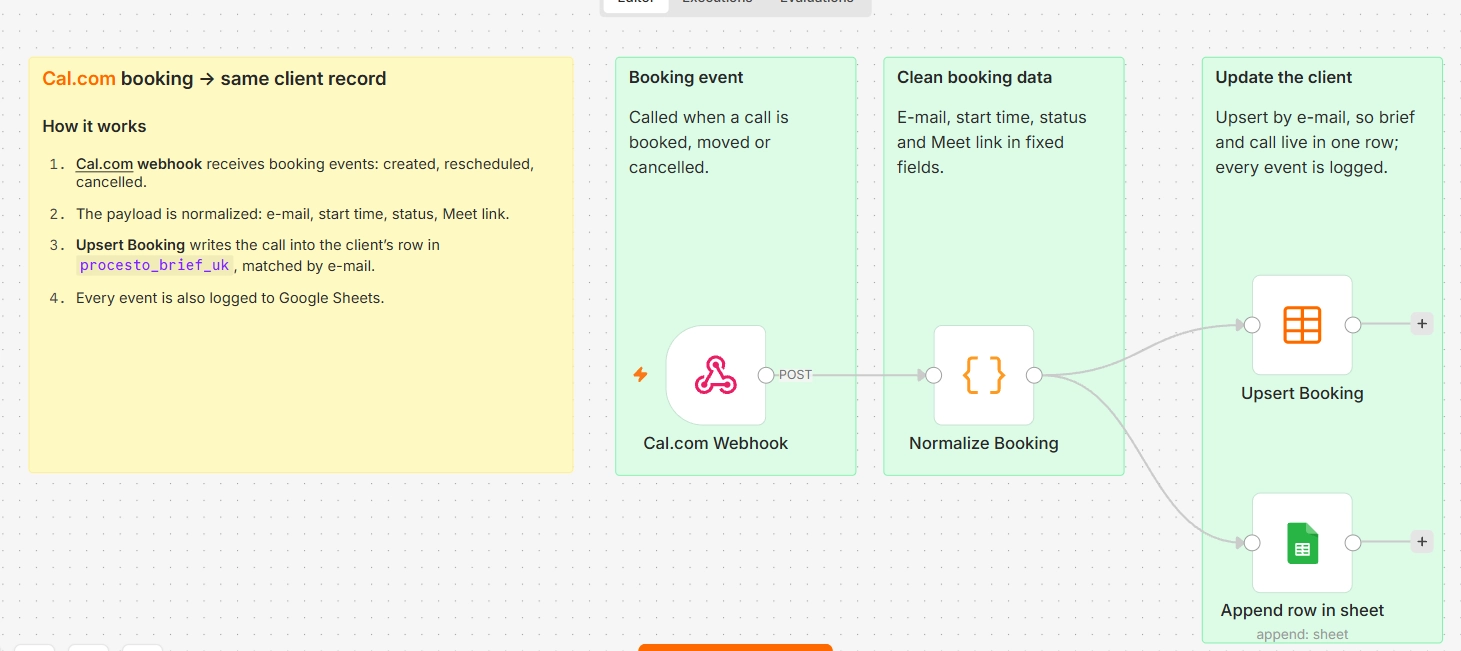 Editor Executions Evaluations
Cal.com booking → same client record
How it works
1. Cal.com webhook receives booking events: created, rescheduled,
cancelled.
2. The payload is normalized: e-mail, start time, status, Meet link.
3. Upsert Booking writes the call into the client's row in
procesto_brief_uk, matched by e-mail.
4. Every event is also logged to Google Sheets.
Booking event
Called when a call is
booked, moved or
cancelled.
POST
Cal.com Webhook
Clean booking data
E-mail, start time, status
and Meet link in fixed
fields.
Normalize Booking
Update the client
Upsert by e-mail, so brief
and call live in one row;
every event is logged.
Upsert Booking
Append row in sheet
append: sheet